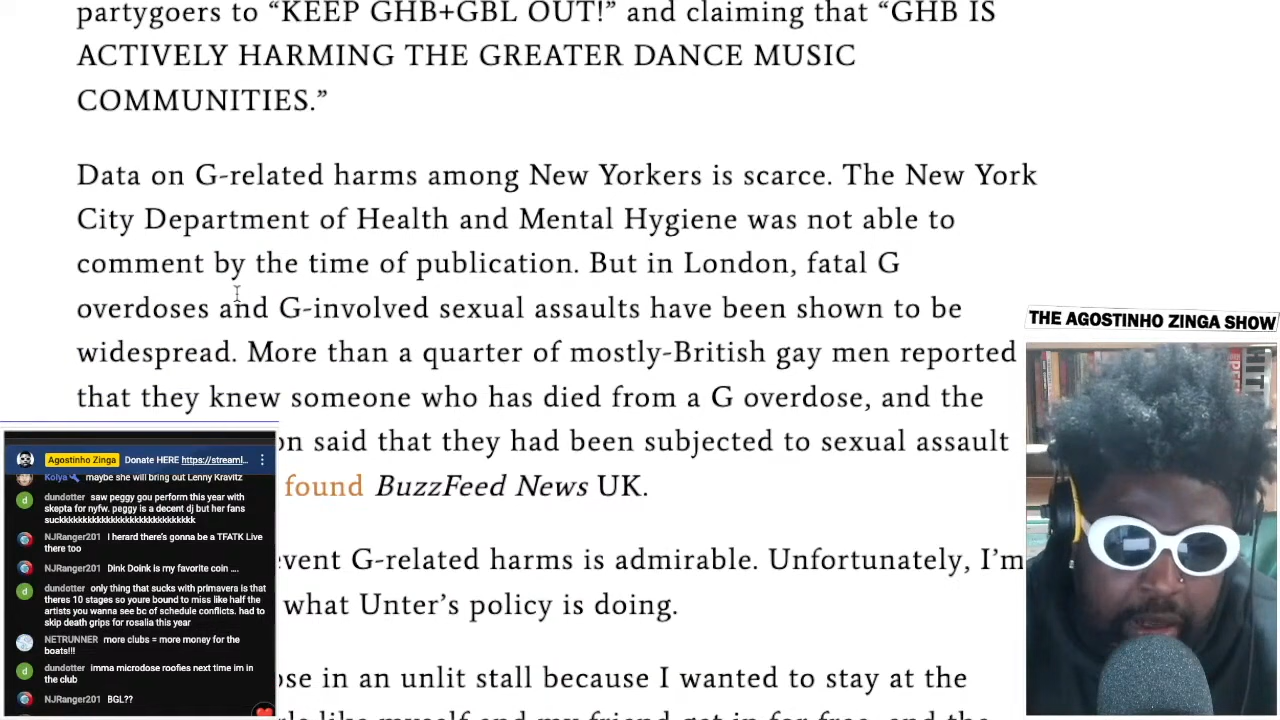 partygoers to “KEEP GHB+GBL OUT!” and claiming that “GHB IS
ACTIVELY HARMING THE GREATER DANCE MUSIC
COMMUNITIES.”
Data on G-related harms among New Yorkers is scarce. The New York
City Department of Health and Mental Hygiene was not able to
comment by the time of publication. But in London, fatal G
overdoses and G-involved sexual assaults have been shown to be
widespread. More than a quarter of mostly-British gay men reported
that they knew someone who has died from a G overdose, and the
on said that they had been subjected to sexual assault
found BuzzFeed News UK.
event G-related harms is admirable. Unfortunately, I’m
what Unter’s policy is doing.
ose in an unlit stall because I wanted to stay at the
THE AGOSTINHO ZINGA SHOW
Agostinho Zinga Donate HERE https://streaml...
Kolya maybe she will bring out Lenny Kravitz
dundotter saw peggy gou perform this year with
skepta for nyfw. peggy is a decent dj but her fans
suckkkkkkkkkkkkkkkkkkkkkkkkkkkk
NJRanger201 I herard there’s gonna be a TFATK Live
there too
NJRanger201 Dink Doink is my favorite coin ....
dundotter only thing that sucks with primavera is that
theres 10 stages so youre bound to miss like half the
artists you wanna see bc of schedule conflicts. had to
skip death grips for rosalia this year
NETRUNNER more clubs = more money for the
boats!!!
dundotter imma microdose roofies next time im in
the club
NJRanger201 BGL??